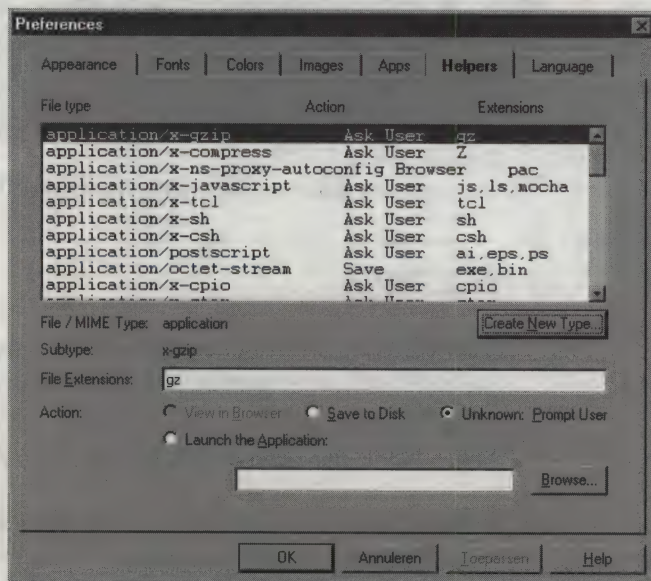 Preferences
Appearance Fonts Colors Images Apps Helpers Language
File type Action Extensions
application/x-gzip Ask User gz
application/x-compress Ask User Z
application/x-ns-proxy-autoconfig Browser pac
application/x-javascript Ask User js,ls,mocha
application/x-tcl Ask User tcl
application/x-sh Ask User sh
application/x-csh Ask User csh
application/postscript Ask User ai,eps,ps
application/octet-stream Save exe,bin
application/x-cpio Ask User cpio
File / MIME Type: application Create New Type...
Subtype: x-gzip
File Extensions: gz
Action: View in Browser Save to Disk Unknown: Prompt User
Launch the Application:
Browse...
OK Annuleren Toepassen Help